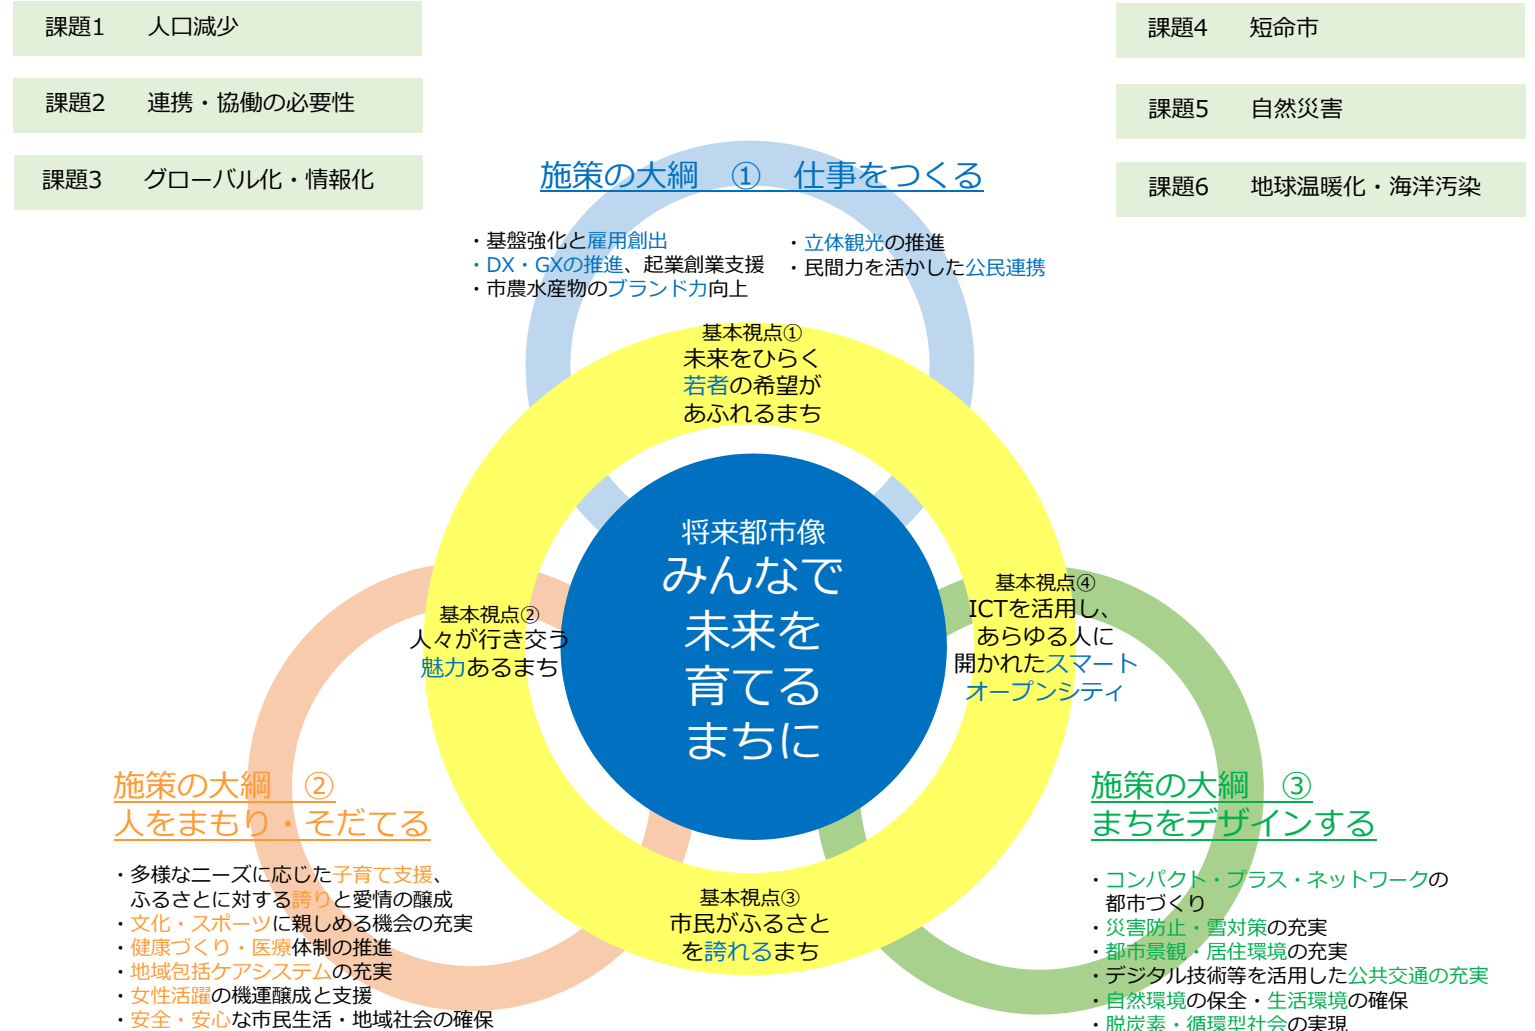 課題1　人口減少
課題2　連携・協働の必要性
課題3　グローバル化・情報化
課題4　短命市
課題5　自然災害
課題6　地球温暖化・海洋汚染
施策の大綱　①　仕事をつくる
・基盤強化と雇用創出
・DX・GXの推進、起業創業支援
・市農水産物のブランド力向上
・立体観光の推進
・民間力を活かした公民連携
基本視点①
未来をひらく
若者の希望が
あふれるまち
将来都市像
みんなで
未来を
育てる
まちに
基本視点②
人々が行き交う
魅力あるまち
基本視点④
ICTを活用し、
あらゆる人に
開かれたスマート
オープンシティ
基本視点③
市民がふるさと
を誇れるまち
施策の大綱　②
人をまもり・そだてる
・多様なニーズに応じた子育て支援、
ふるさとに対する誇りと愛情の醸成
・文化・スポーツに親しめる機会の充実
・健康づくり・医療体制の推進
・地域包括ケアシステムの充実
・女性活躍の機運醸成と支援
・安全・安心な市民生活・地域社会の確保
施策の大綱　③
まちをデザインする
・コンパクト・プラス・ネットワークの
都市づくり
・災害防止・雪対策の充実
・都市景観・居住環境の充実
・デジタル技術等を活用した公共交通の充実
・自然環境の保全・生活環境の確保
・脱炭素・循環型社会の実現